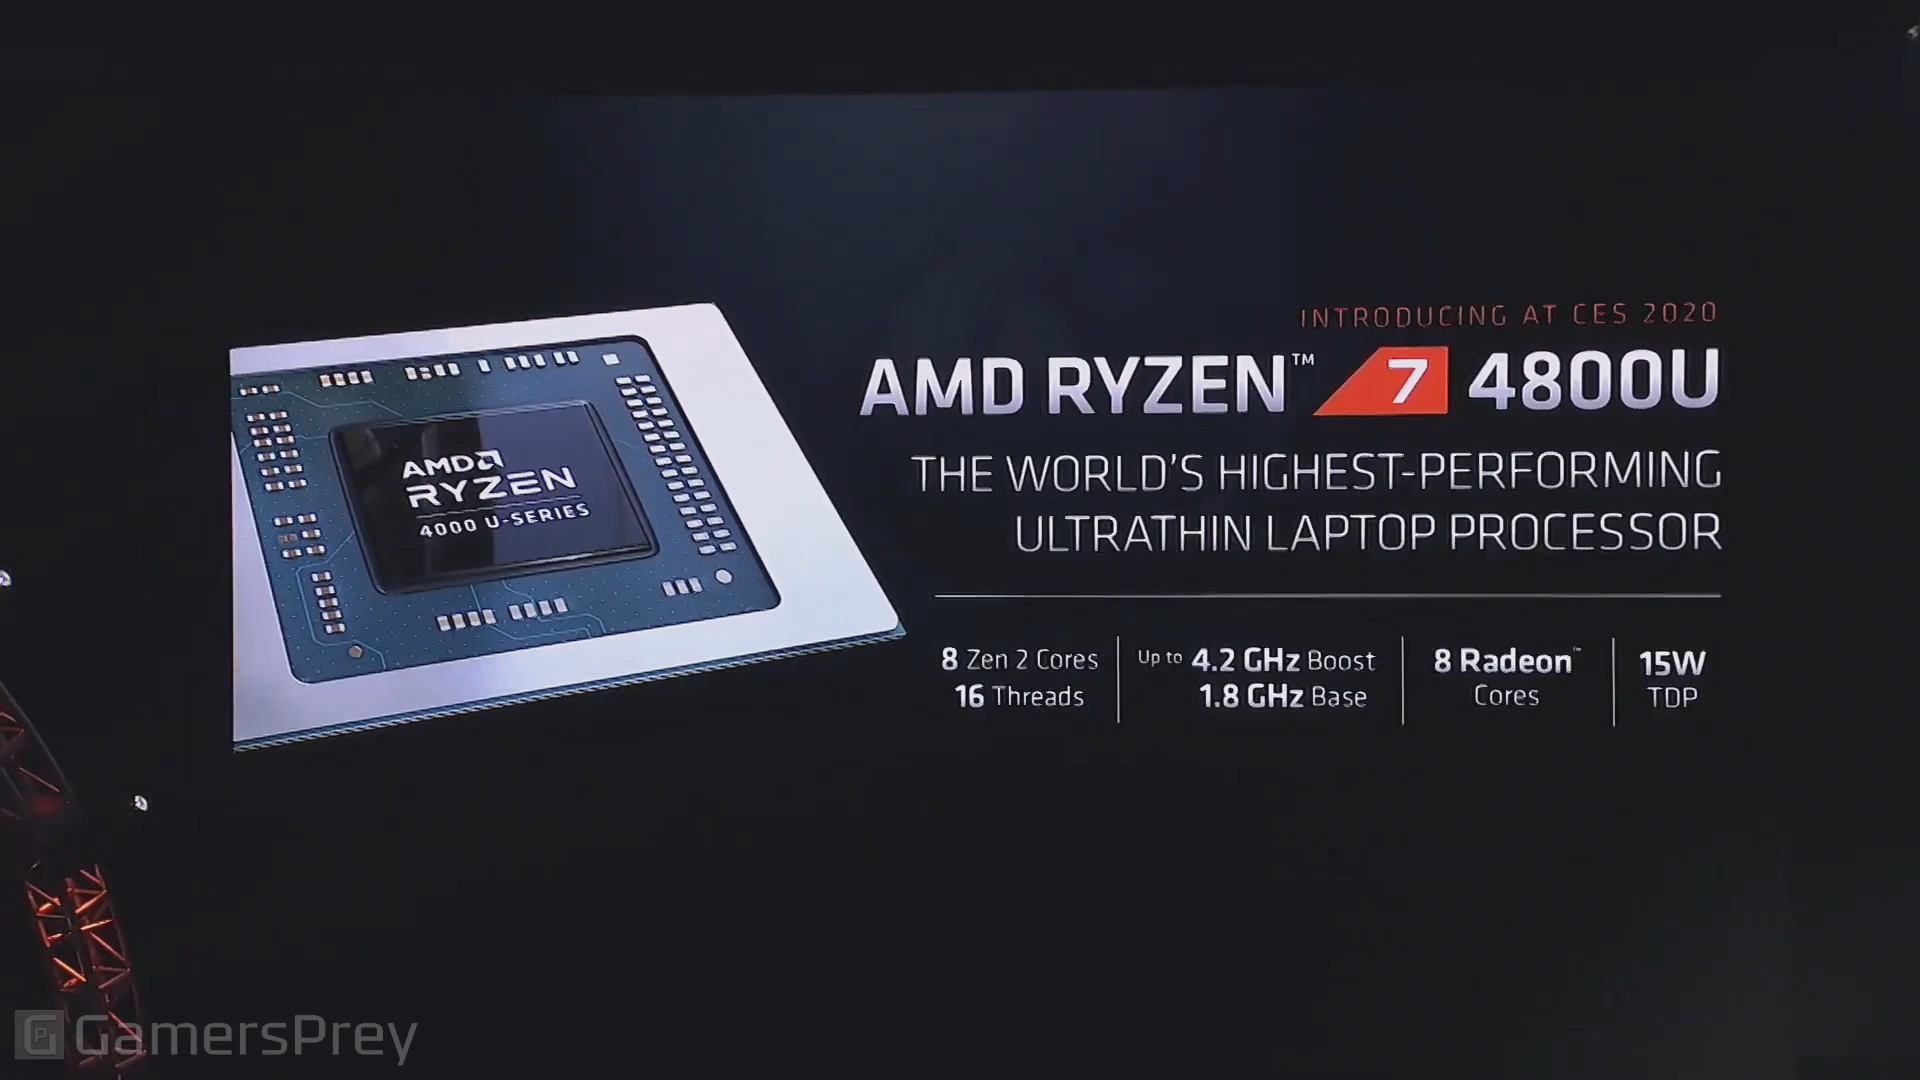 INTRODUCING AT CES 2020
AMD RYZEN™ 7 4800U
THE WORLD'S HIGHEST-PERFORMING
ULTRATHIN LAPTOP PROCESSOR
AMD
RYZEN
4000 U-SERIES
8 Zen 2 Cores
16 Threads
Up to 4.2 GHz Boost
1.8 GHz Base
8 Radeon™
Cores
15W
TDP
GamersPrey